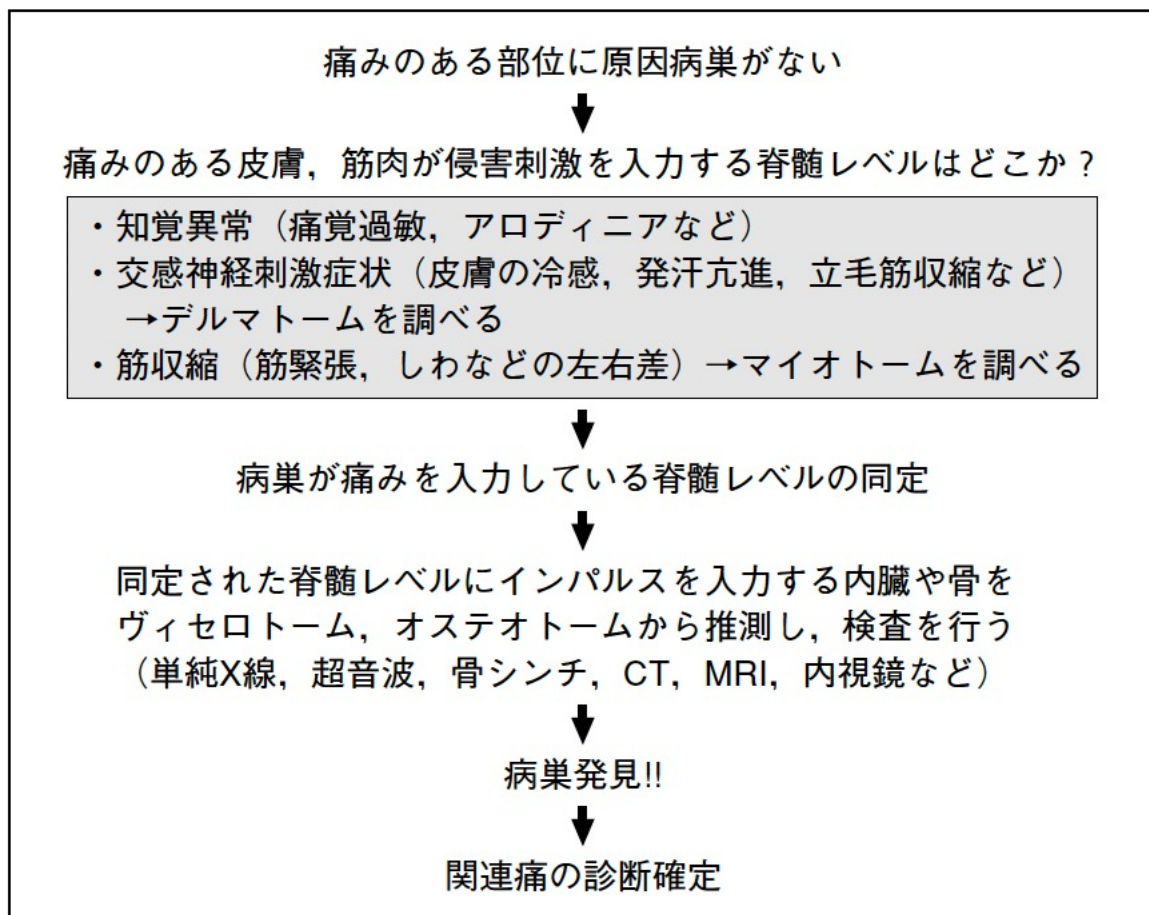 痛みのある部位に原因病巣がない
痛みのある皮膚，筋肉が侵害刺激を入力する脊髄レベルはどこか？
・知覚異常（痛覚過敏，アロディニアなど）
・交感神経刺激症状（皮膚の冷感，発汗亢進，立毛筋収縮など）
→デルマトームを調べる
・筋収縮（筋緊張，しわなどの左右差）→マイオトームを調べる
病巣が痛みを入力している脊髄レベルの同定
同定された脊髄レベルにインパルスを入力する内臓や骨を
ヴィセロトーム，オステオトームから推測し，検査を行う
（単純X線，超音波，骨シンチ，CT，MRI，内視鏡など）
病巣発見!!
関連痛の診断確定